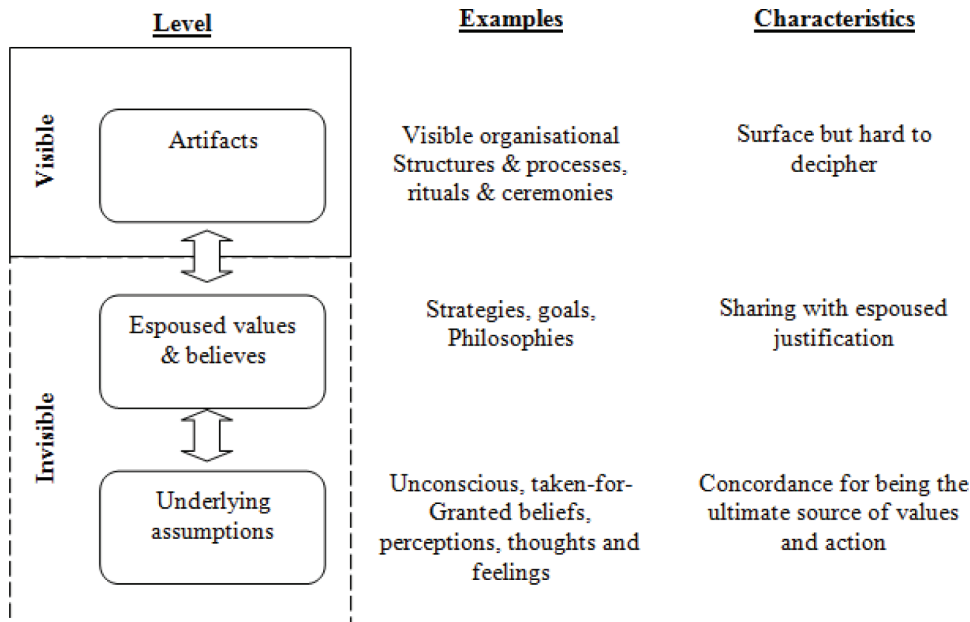 Level
Examples
Characteristics
Visible
Artifacts
Visible organisational
Structures & processes,
rituals & ceremonies
Surface but hard to
decipher
Invisible
Espoused values
& believes
Strategies, goals,
Philosophies
Sharing with espoused
justification
Underlying
assumptions
Unconscious, taken-for-
Granted beliefs,
perceptions, thoughts and
feelings
Concordance for being the
ultimate source of values
and action